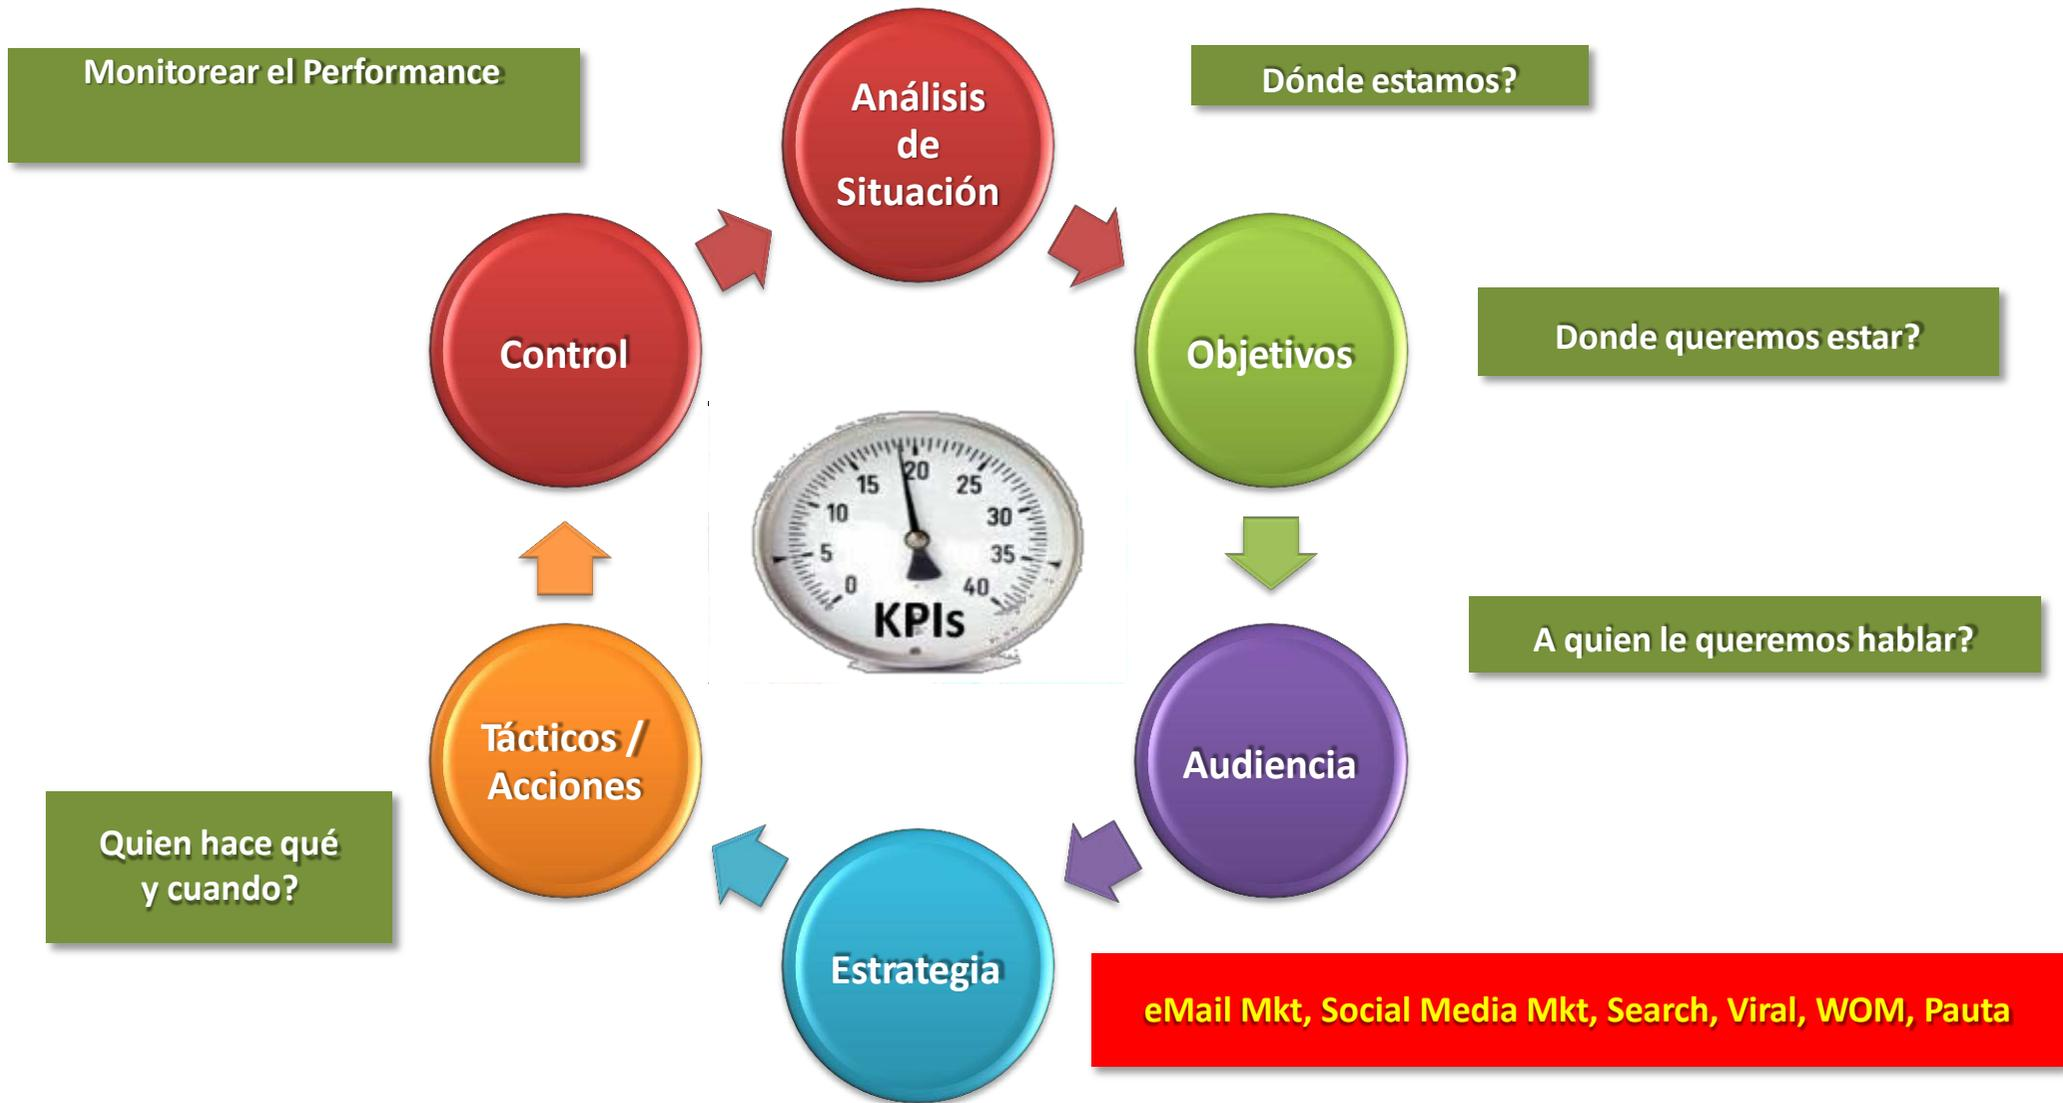 Monitorear el Performance
Análisis
de
Situación
Dónde estamos?
Control
Objetivos
Donde queremos estar?
0
5
10
15
20
25
30
35
40
KPIs
A quien le queremos hablar?
Tácticos /
Acciones
Audiencia
Quien hace qué
y cuando?
Estrategia
eMail Mkt, Social Media Mkt, Search, Viral, WOM, Pauta